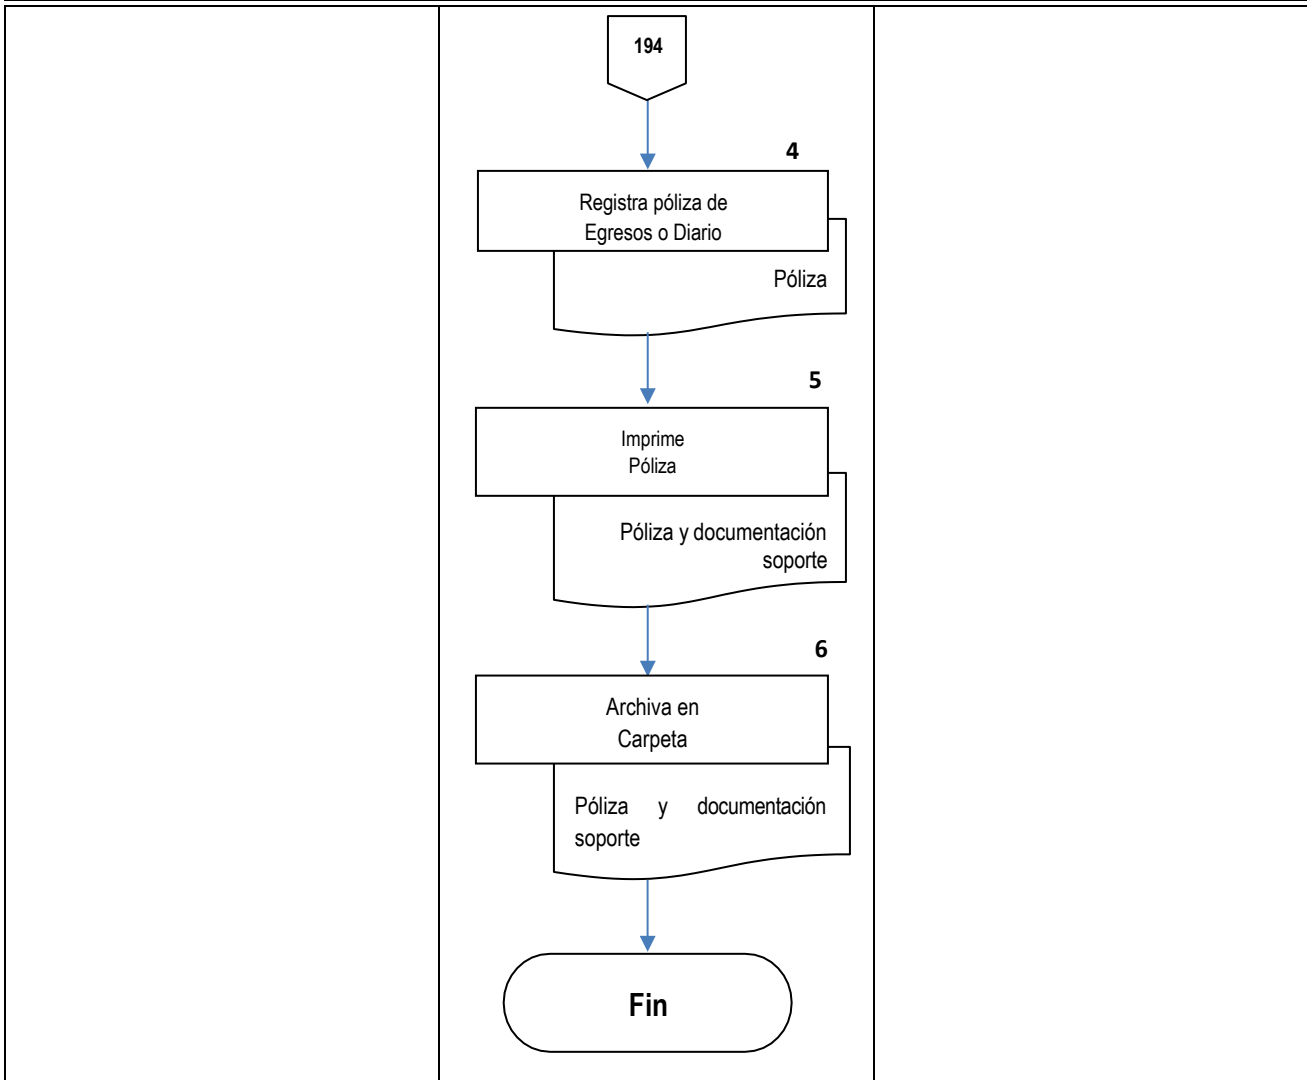 194
4
Registra póliza de
Egresos o Diario
Póliza
5
Imprime
Póliza
Póliza y documentación
soporte
6
Archiva en
Carpeta
Póliza y documentación
soporte
Fin